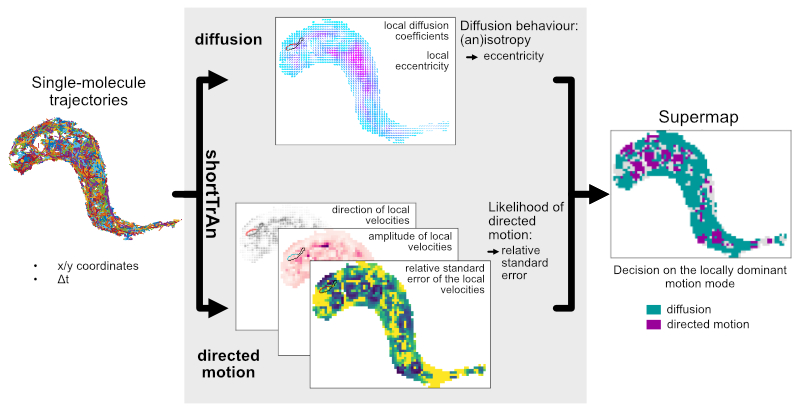 Single-molecule
trajectories
• x/y coordinates
• Δt
shortTrAn
diffusion
local diffusion
coefficients
local
eccentricity
Diffusion behaviour:
(an)isotropy
eccentricity
directed
motion
direction of local
velocities
amplitude of local
velocities
relative standard
error of the local
velocities
Likelihood of
directed
motion:
relative
standard
error
Supermap
Decision on the locally dominant
motion mode
diffusion
directed motion